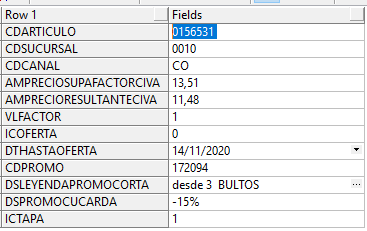 Row 1 Fields
CDARTICULO 0156531
CDSUCURSAL 0010
CDCANAL CO
AMPRECIOSUPAFACTORCIVA 13,51
AMPRECIORESULTANTECIVA 11,48
VLFACTOR 1
ICOFERTA 0
DTHASTAOFERTA 14/11/2020
CDPROMO 172094
DSLEYENDAPROMOCORTA desde 3 BULTOS ...
DSPROMOCUCARDA -15%
ICTAPA 1